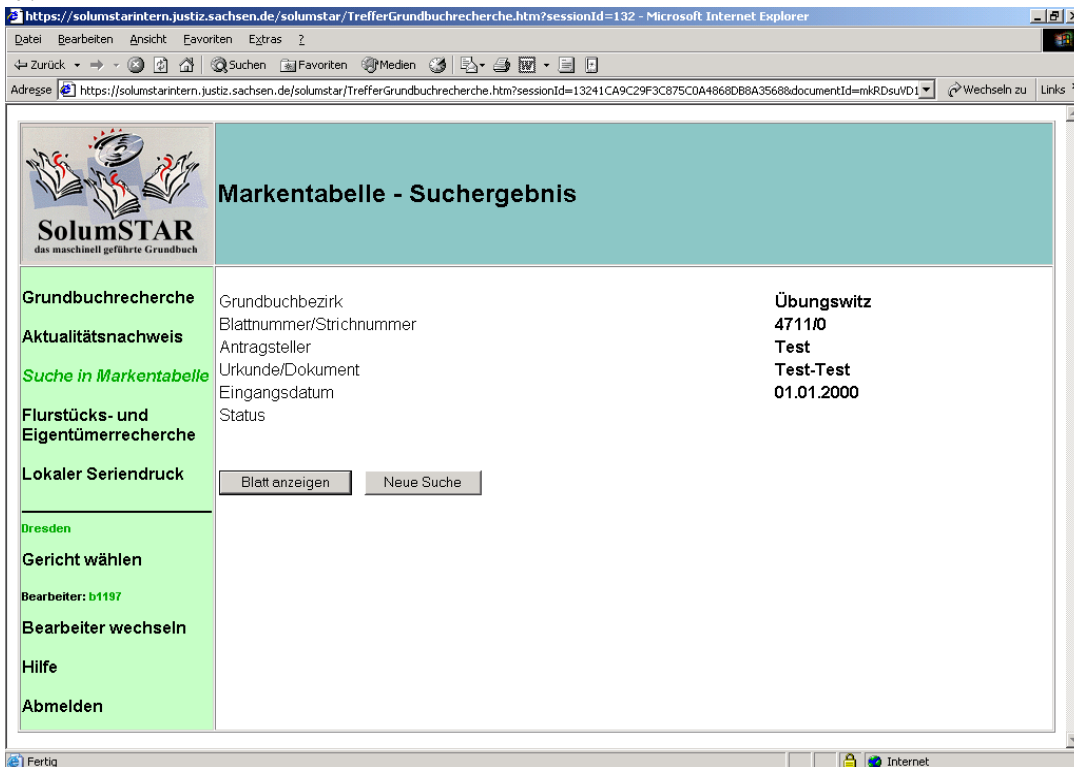 https://solumstarintern.justiz.sachsen.de/solumstar/TrefferGrundbuchrecherche.htm?sessionId=132 - Microsoft Internet Explorer
Datei Bearbeiten Ansicht Favoriten Extras ?
Zurück Suchen Favoriten Medien
Adresse https://solumstarintern.justiz.sachsen.de/solumstar/TrefferGrundbuchrecherche.htm?sessionId=13241CA9C29F3C875C0A4868DB8A3568&documentId=mkRDsuVD1 Wechseln zu Links
SolumSTAR
das maschinell geführte Grundbuch
Markentabelle - Suchergebnis
Grundbuchrecherche
Aktualitätsnachweis
Suche in Markentabelle
Flurstücks- und
Eigentümerrecherche
Lokaler Seriendruck
Dresden
Gericht wählen
Bearbeiter: b1197
Bearbeiter wechseln
Hilfe
Abmelden
Grundbuchbezirk Übungswitz
Blattnummer/Strichnummer 4711/0
Antragsteller Test
Urkunde/Dokument Test-Test
Eingangsdatum 01.01.2000
Status
Blatt anzeigen Neue Suche
Fertig Internet